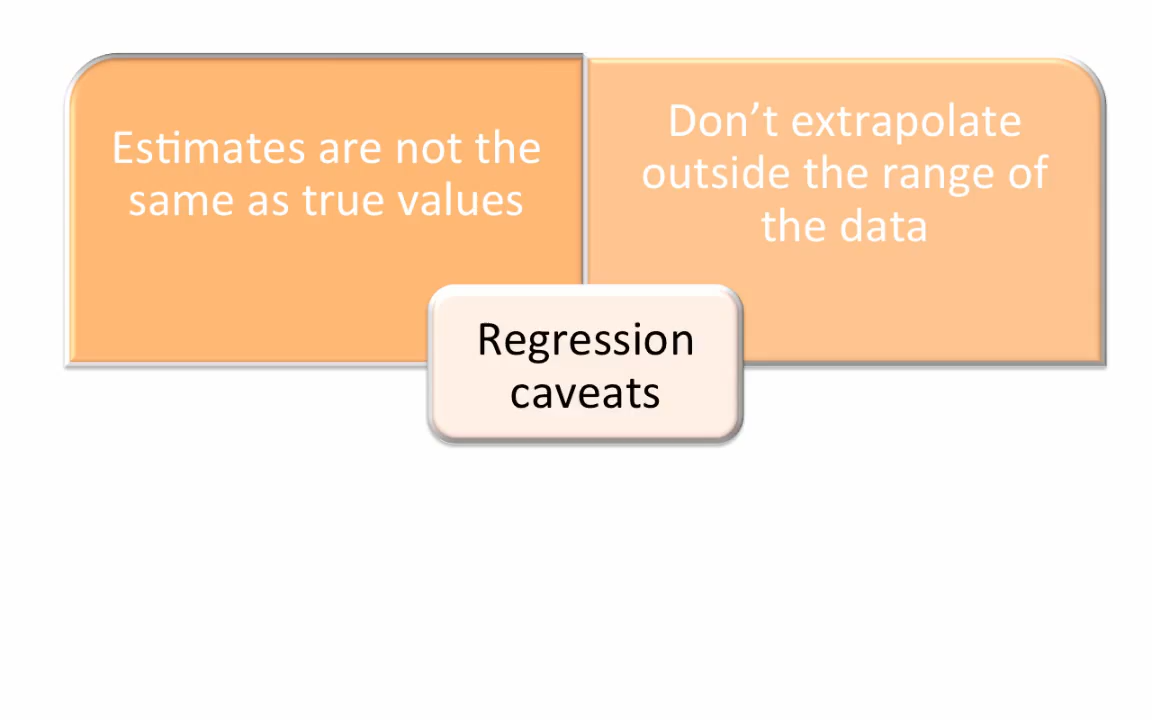 Estimates are not the
same as true values
Don’t extrapolate
outside the range of
the data
Regression
caveats